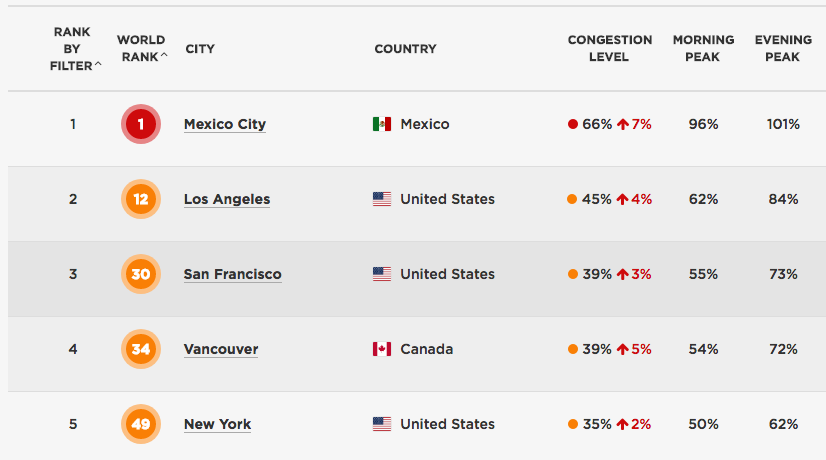 RANK BY FILTER^ WORLD RANK^ CITY COUNTRY CONGESTION LEVEL MORNING PEAK EVENING PEAK
1 1 Mexico City Mexico 66% 7% 96% 101%
2 12 Los Angeles United States 45% 4% 62% 84%
3 30 San Francisco United States 39% 3% 55% 73%
4 34 Vancouver Canada 39% 5% 54% 72%
5 49 New York United States 35% 2% 50% 62%